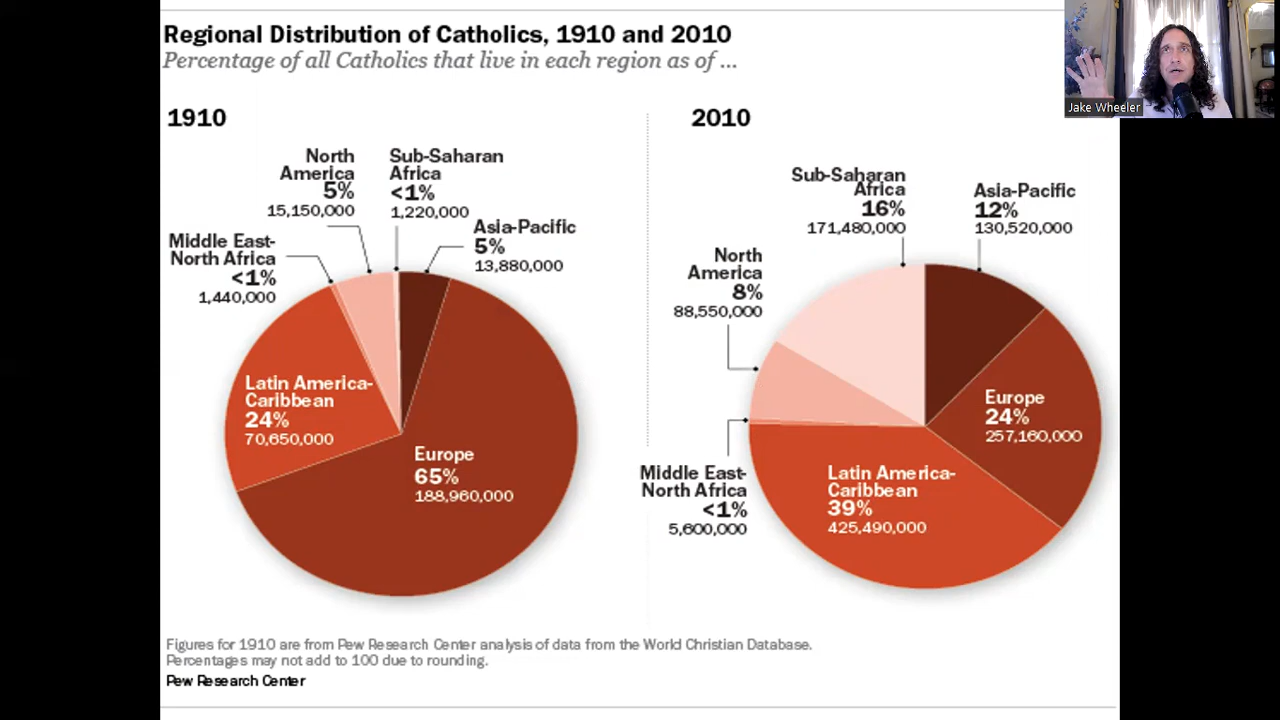 Regional Distribution of Catholics, 1910 and 2010
Percentage of all Catholics that live in each region as of ...
Jake Wheeler
1910
North
America
5%
15,150,000
Sub-Saharan
Africa
<1%
1,220,000
Asia-Pacific
5%
13,880,000
Middle East-
North Africa
<1%
1,440,000
Latin America-
Caribbean
24%
70,650,000
Europe
65%
188,960,000
2010
Sub-Saharan
Africa
16%
171,480,000
Asia-Pacific
12%
130,520,000
North
America
8%
88,550,000
Europe
24%
257,160,000
Middle East-
North Africa
<1%
5,600,000
Latin America-
Caribbean
39%
425,490,000
Figures for 1910 are from Pew Research Center analysis of data from the World Christian Database.
Percentages may not add to 100 due to rounding.
Pew Research Center